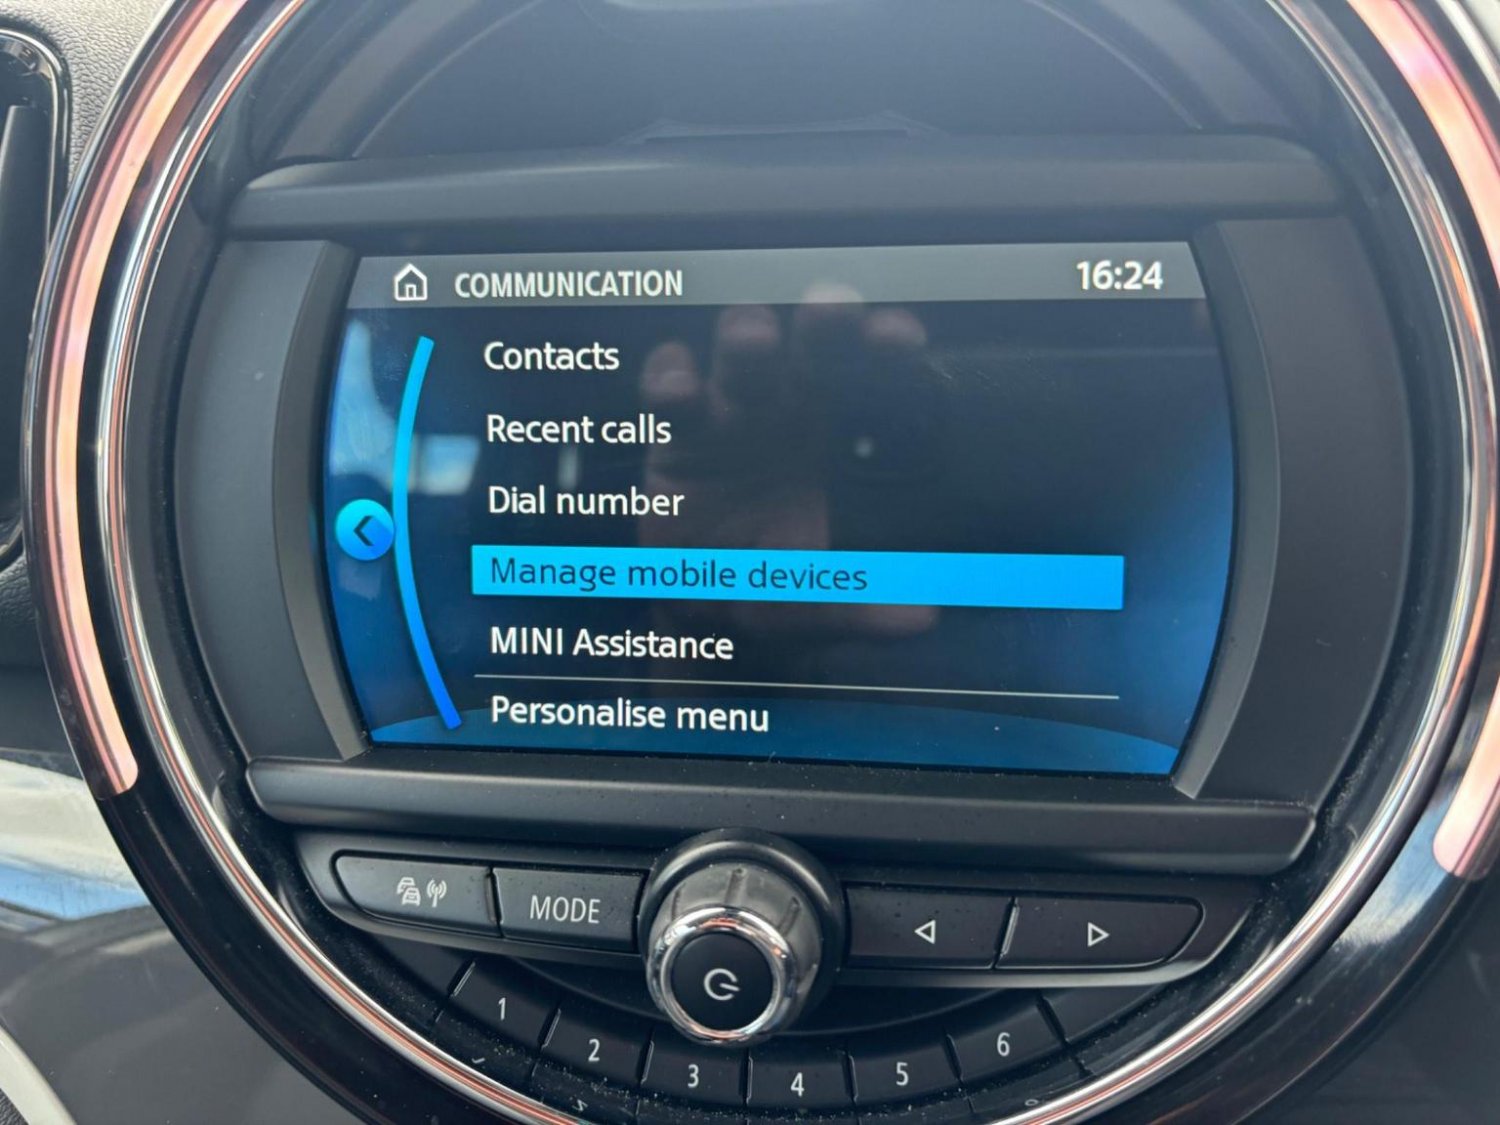 COMMUNICATION 16:24
Contacts
Recent calls
Dial number
Manage mobile devices
MINI Assistance
Personalise menu
MODE
1 2 3 4 5 6